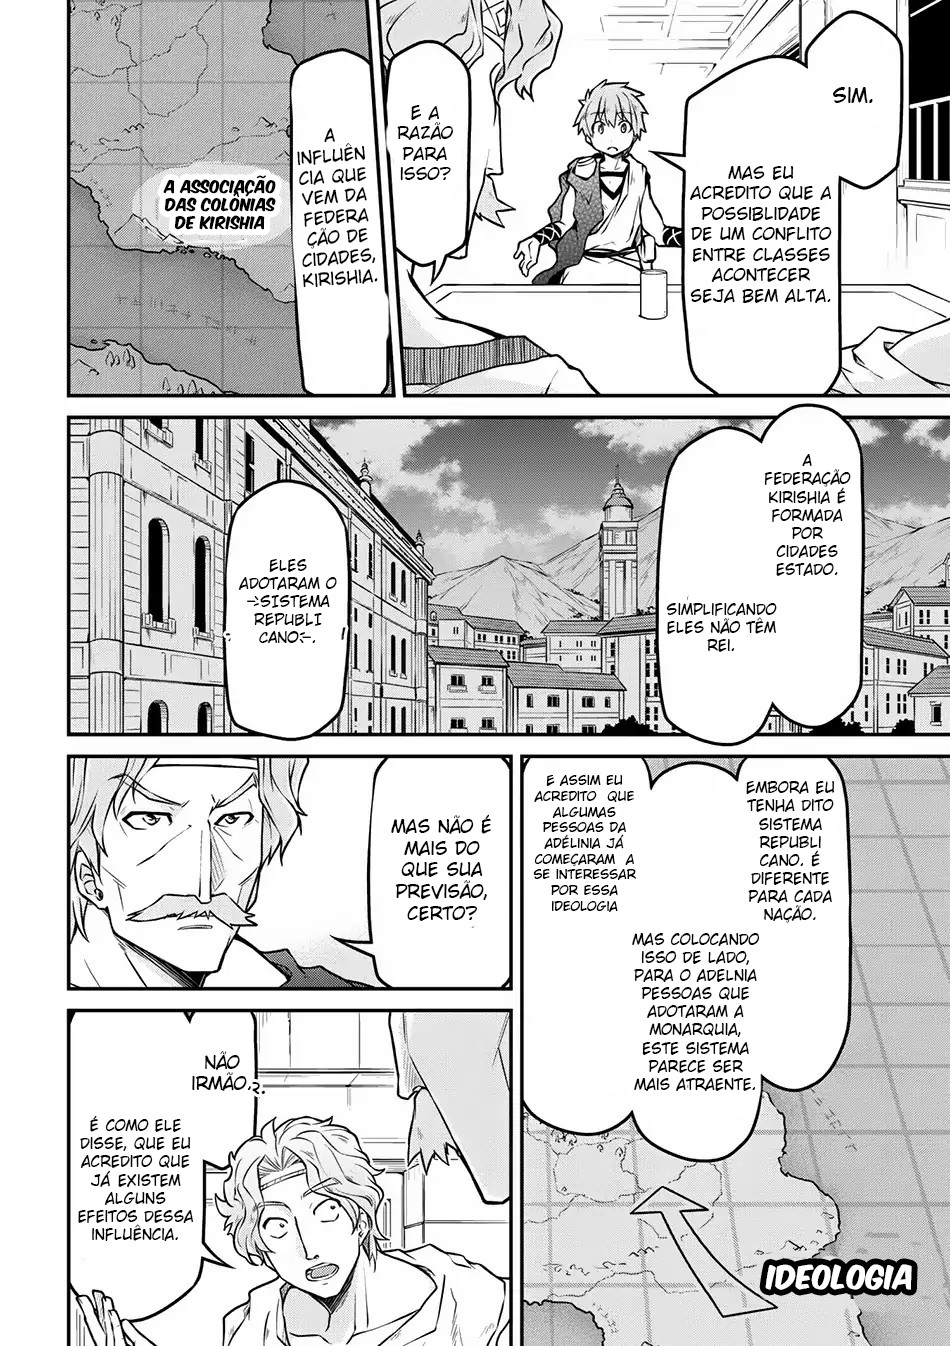 SIM.
MAS EU
ACREDITO QUE A
POSSIBLIDADE
DE UM CONFLITO
ENTRE CLASSES
ACONTECER
SEJA BEM ALTA.
E A
RAZÃO
PARA
ISSO?
A
INFLUÊN
CIA QUE
VEM DA
FEDERA
ÇÃO DE
CIDADES,
KIRISHIA.
A ASSOCIAÇÃO
DAS COLÔNIAS
DE KIRISHIA
A
FEDERAÇÃO
KIRISHIA É
FORMADA
POR
CIDADES
ESTADO.
SIMPLIFICANDO
ELES NÃO TÊM
REI.
ELES
ADOTARAM O
SISTEMA
REPUBLI
CANO.
EMBORA EU
TENHA DITO
SISTEMA
REPUBLI
CANO. É
DIFERENTE
PARA CADA
NAÇÃO.
MAS COLOCANDO
ISSO DE LADO,
PARA O ADELNIA
PESSOAS QUE
ADOTARAM A
MONARQUIA,
ESTE SISTEMA
PARECE SER
MAIS ATRAENTE.
E ASSIM EU
ACREDITO QUE
ALGUMAS
PESSOAS DA
ADÉLINIA JÁ
COMEÇARAM A
SE INTERESSAR
POR ESSA
IDEOLOGIA
IDEOLOGIA
MAS NÃO É
MAIS DO
QUE SUA
PREVISÃO,
CERTO?
NÃO
IRMÃO.
É COMO ELE
DISSE, QUE EU
ACREDITO QUE
JÁ EXISTEM
ALGUNS
EFEITOS DESSA
INFLUÊNCIA.